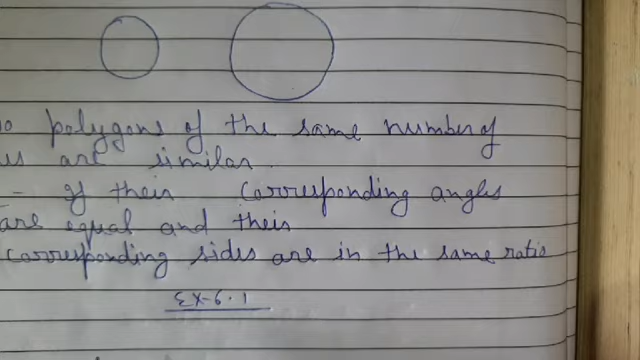 polygons of the same number of
are similar.
If their corresponding angles
are equal and their
corresponding sides are in the same ratio
EX-6.1